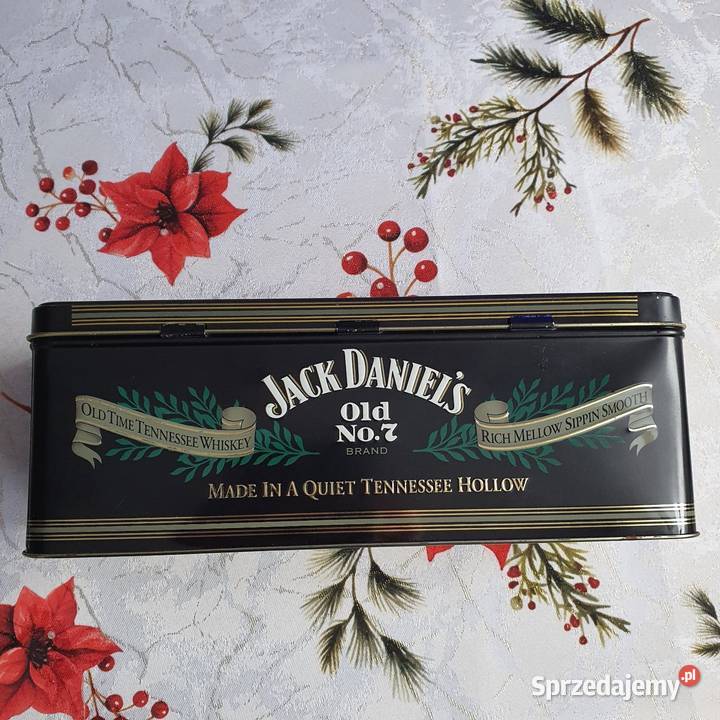 JACK DANIEL'S
OLD TIME TENNESSEE WHISKEY
Old
No.7
BRAND
RICH MELLOW SIPPIN SMOOTH
MADE IN A QUIET TENNESSEE HOLLOW
Sprzedajemy.pl